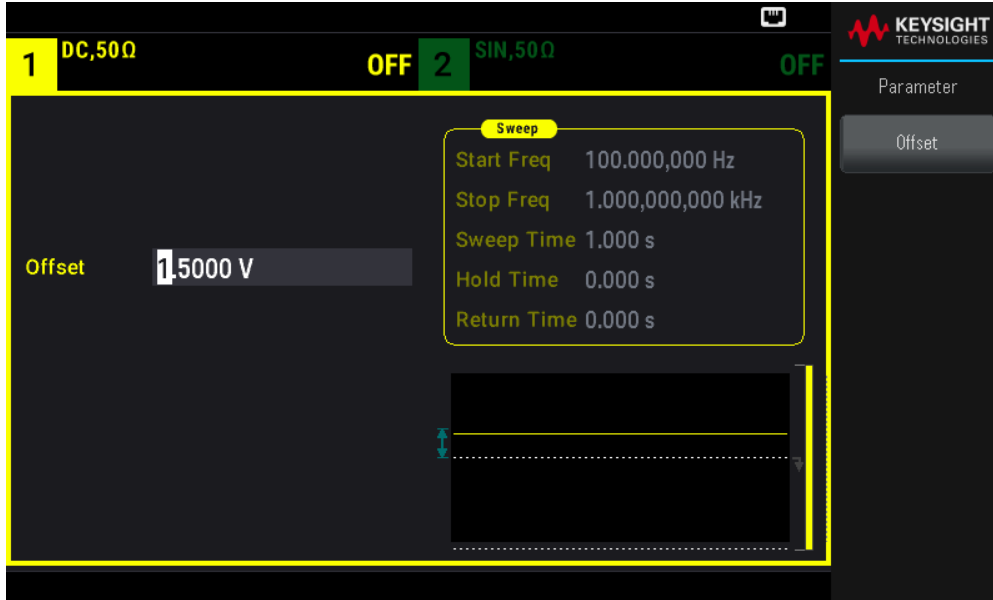 KEYSIGHT
TECHNOLOGIES
1 DC,50Ω OFF 2 SIN,50Ω OFF
Parameter
Offset
Sweep
Start Freq 100.000,000 Hz
Stop Freq 1.000,000,000 kHz
Sweep Time 1.000 s
Hold Time 0.000 s
Return Time 0.000 s
Offset 1.5000 V